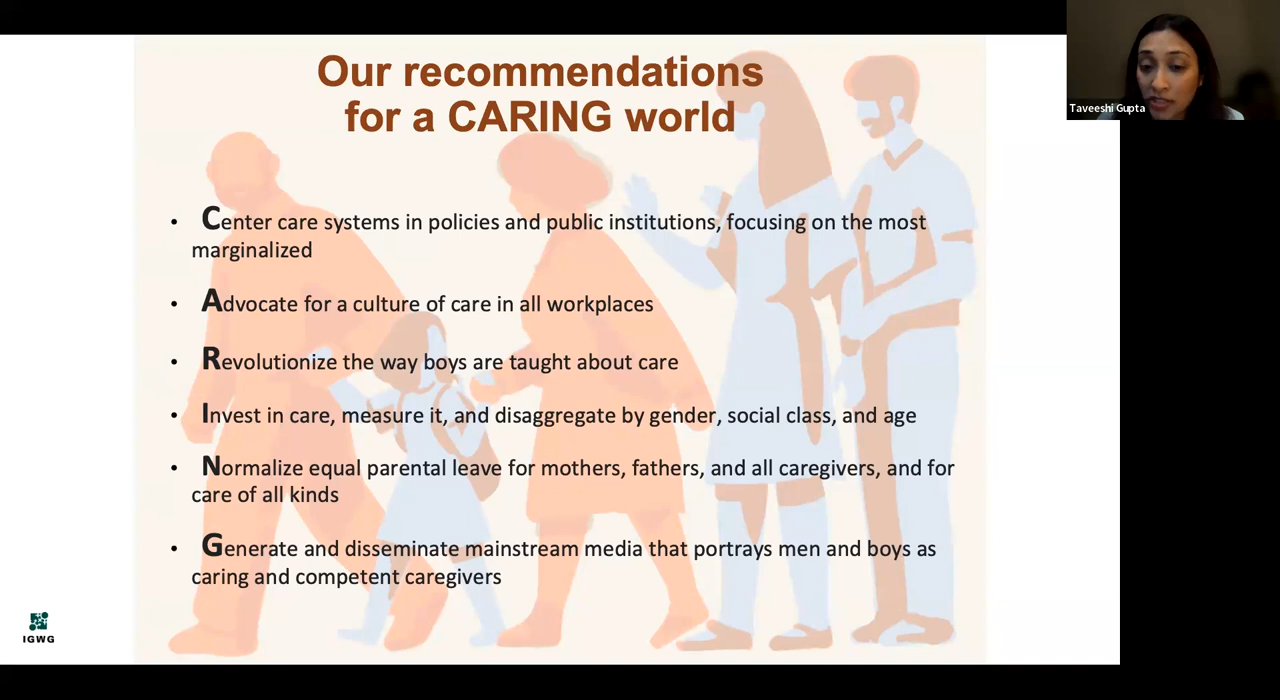 Our recommendations
for a CARING world
Taveeshi Gupta
• Center care systems in policies and public institutions, focusing on the most
marginalized
• Advocate for a culture of care in all workplaces
• Revolutionize the way boys are taught about care
• Invest in care, measure it, and disaggregate by gender, social class, and age
• Normalize equal parental leave for mothers, fathers, and all caregivers, and for
care of all kinds
• Generate and disseminate mainstream media that portrays men and boys as
caring and competent caregivers
IGWG